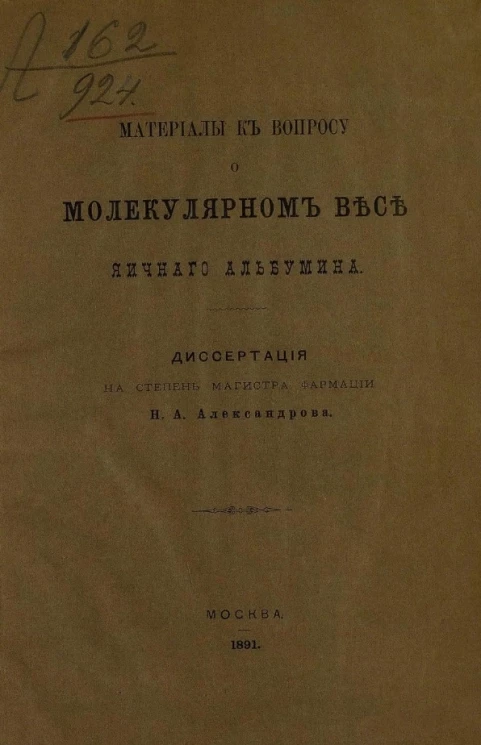 А 162
924.
МАТЕРІАЛЫ КЪ ВОПРОСУ
О
МОЛЕКУЛЯРНОМЪ ВѢСѢ
ЯИЧНАГО АЛЬБУМИНА.
ДИССЕРТАЦІЯ
НА СТЕПЕНЬ МАГИСТРА ФАРМАЦІИ
Н. А. Александрова.
МОСКВА.
1891.